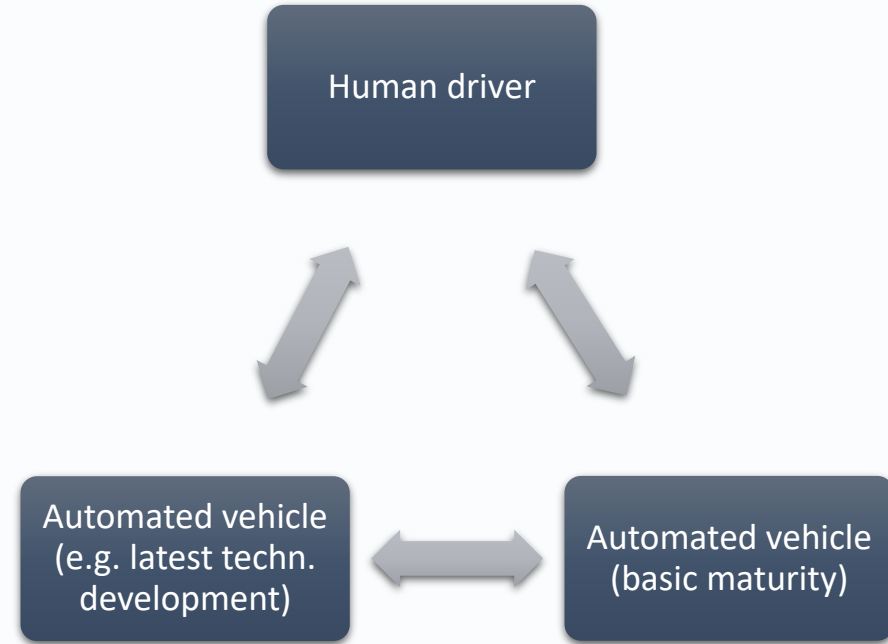 Human driver
Automated vehicle
(e.g. latest techn.
development)
Automated vehicle
(basic maturity)